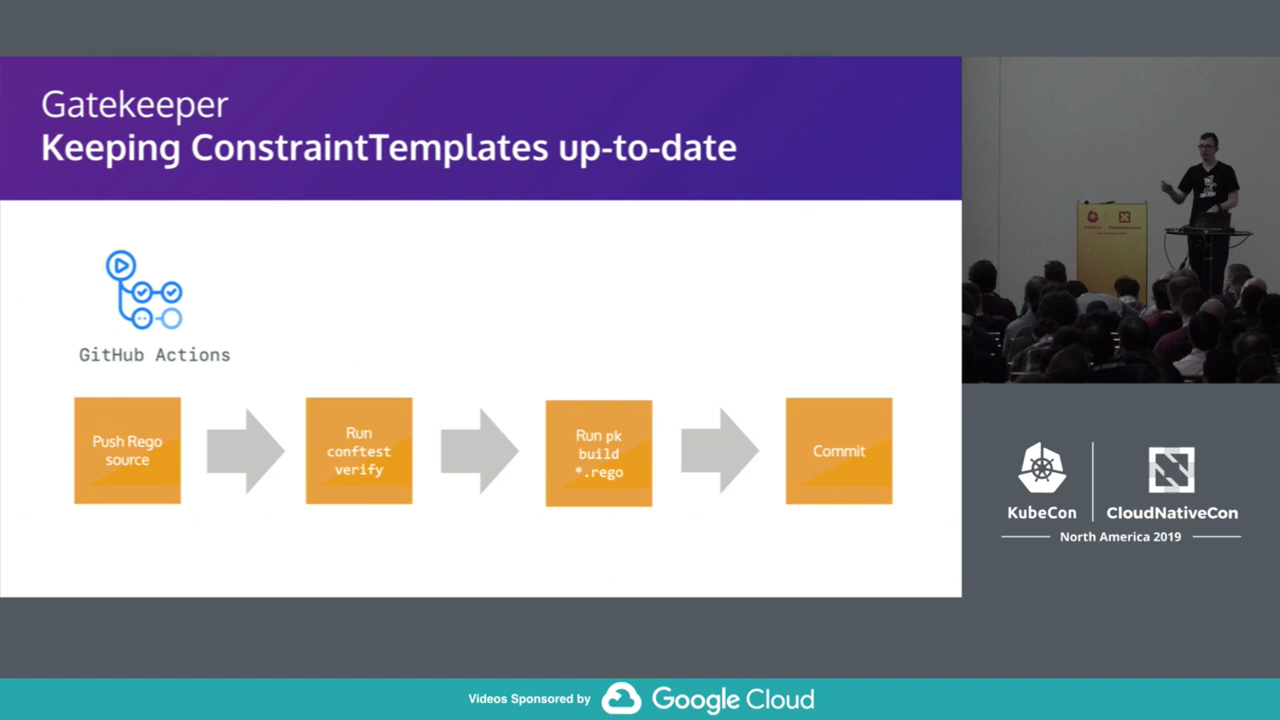 Gatekeeper
Keeping ConstraintTemplates up-to-date
GitHub Actions
Push Rego
source
Run
conftest
verify
Run pk
build
*.rego
Commit
KubeCon
CloudNativeCon
North America 2019
Videos Sponsored by
Google Cloud